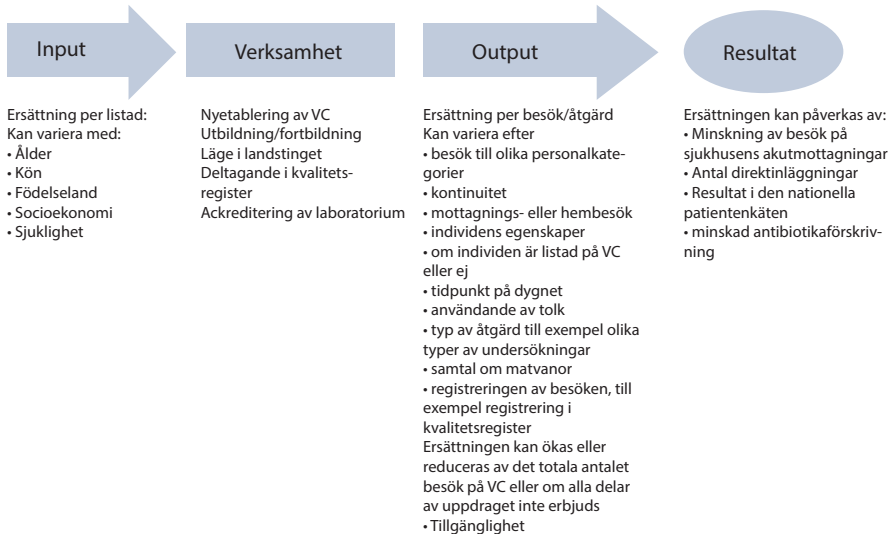 Input
Ersättning per listad:
Kan variera med:
• Ålder
• Kön
• Födelseland
• Socioekonomi
• Sjuklighet
Verksamhet
Nyetablering av VC
Utbildning/fortbildning
Läge i landstinget
Deltagande i kvalitets-
register
Ackreditering av laboratorium
Output
Ersättning per besök/åtgärd
Kan variera efter
• besök till olika personalkate-
gorier
• kontinuitet
• mottagnings- eller hembesök
• individens egenskaper
• om individen är listad på VC
eller ej
• tidpunkt på dygnet
• användande av tolk
• typ av åtgärd till exempel olika
typer av undersökningar
• samtal om matvanor
• registreringen av besöken, till
exempel registrering i
kvalitetsregister
Ersättningen kan ökas eller
reduceras av det totala antalet
besök på VC eller om alla delar
av uppdraget inte erbjuds
• Tillgänglighet
Resultat
Ersättningen kan påverkas av:
• Minskning av besök på
sjukhusens akutmottagningar
• Antal direktinläggningar
• Resultat i den nationella
patientenkäten
• minskad antibiotikaförskriv-
ning